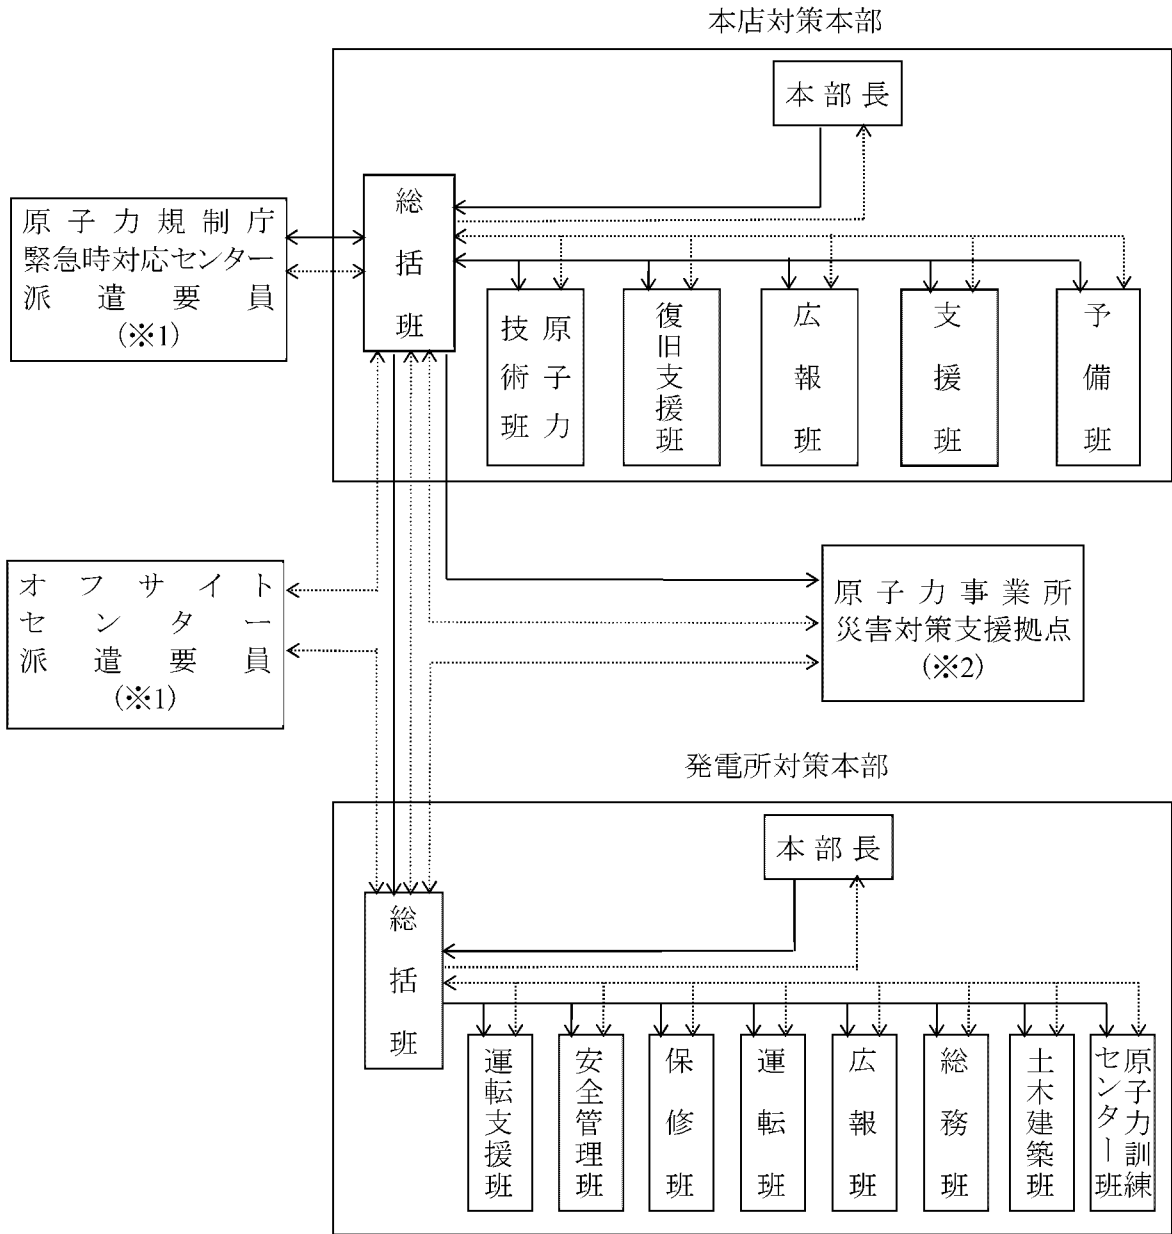 本店対策本部
本部長
総括班
原子力規制庁
緊急時対応センター
派遣要員
(※1)
原子力
技術班
復旧支援班
広報班
支援班
予備班
オフサイト
センター
派遣要員
(※1)
原子力事業所
災害対策支援拠点
(※2)
発電所対策本部
本部長
総括班
運転支援班
安全管理班
保修班
運転班
広報班
総務班
土木建築班
原子力訓練
センター班